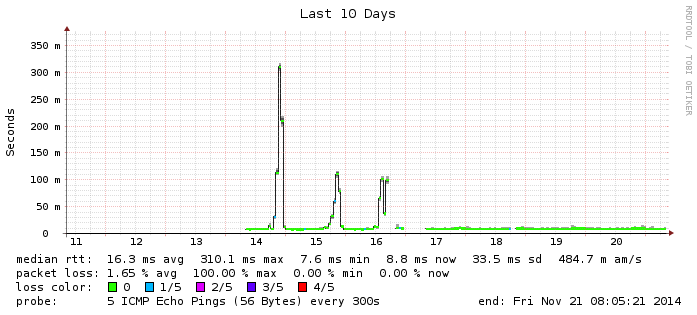 Last 10 Days
RRDTOOL / TOBI OETIKER
Seconds
350 m
300 m
250 m
200 m
150 m
100 m
50 m
0
11 12 13 14 15 16 17 18 19 20
median rtt: 16.3 ms avg 310.1 ms max 7.6 ms min 8.8 ms now 33.5 ms sd 484.7 m am/s
packet loss: 1.65 % avg 100.00 % max 0.00 % min 0.00 % now
loss color: 0 1/5 2/5 3/5 4/5
probe: 5 ICMP Echo Pings (56 Bytes) every 300s end: Fri Nov 21 08:05:21 2014